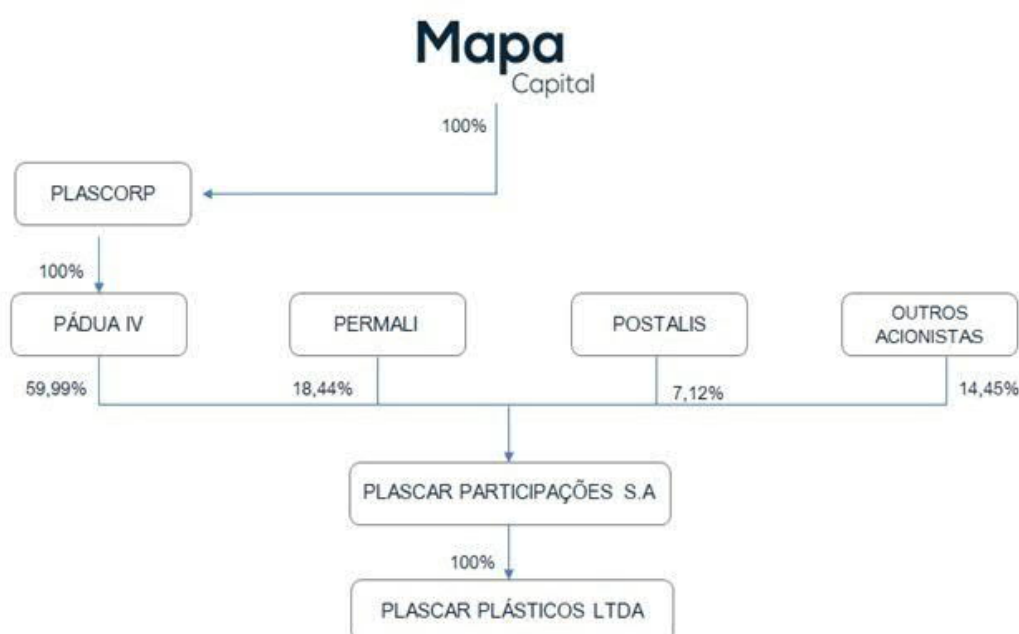 Mapa
Capital
100%
PLASCORP
100%
PÁDUA IV
PERMALI
POSTALIS
OUTROS
ACIONISTAS
59,99%
18,44%
7,12%
14,45%
PLASCAR PARTICIPAÇÕES S.A
100%
PLASCAR PLÁSTICOS LTDA